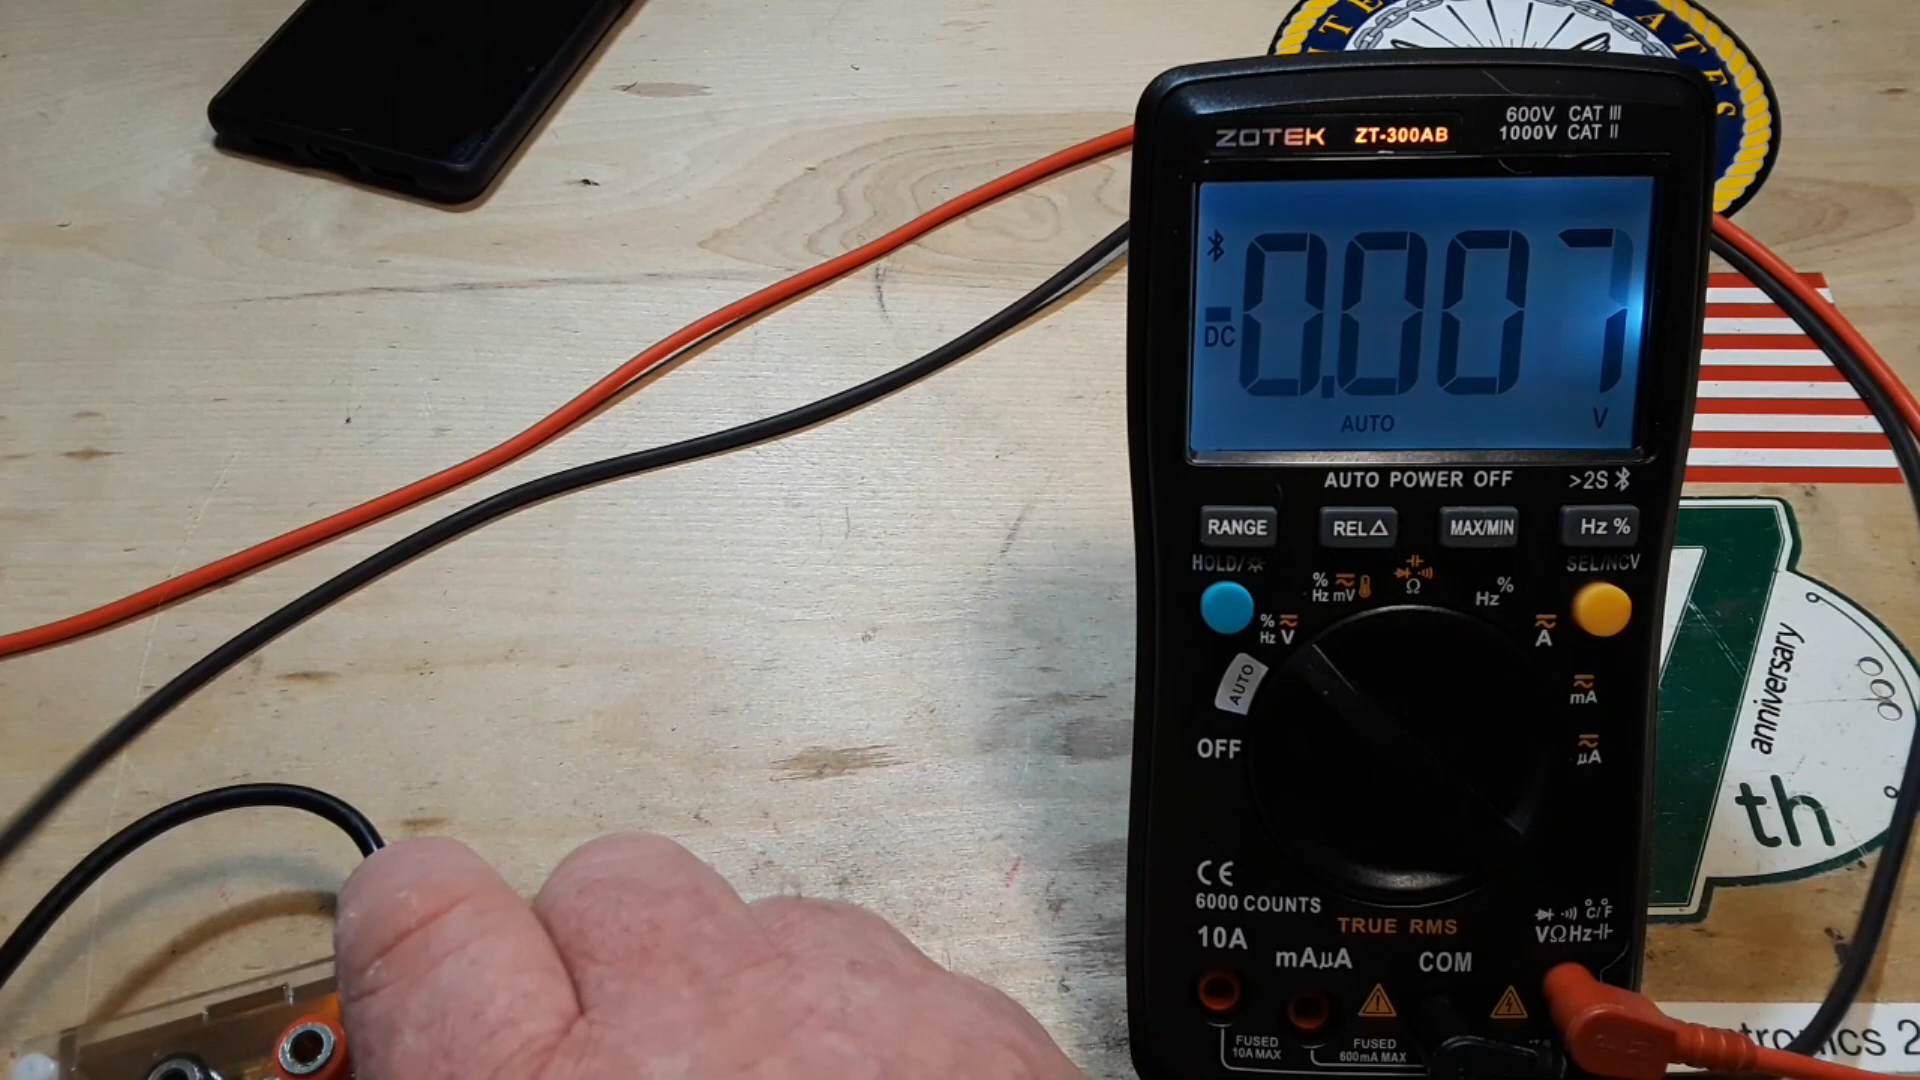 ZOTEK ZT-300AB 600V CAT III
1000V CAT II
0.007
DC
AUTO V
AUTO POWER OFF >2S
RANGE REL△ MAX/MIN Hz %
HOLD/ SEL/NCV
% Hz mV Ω Hz %
% Hz V A
AUTO mA
OFF μA
CE
6000 COUNTS
TRUE RMS °C/°F
10A mAμA COM VΩHz
FUSED FUSED
10A MAX 600mA MAX
anniversary
th